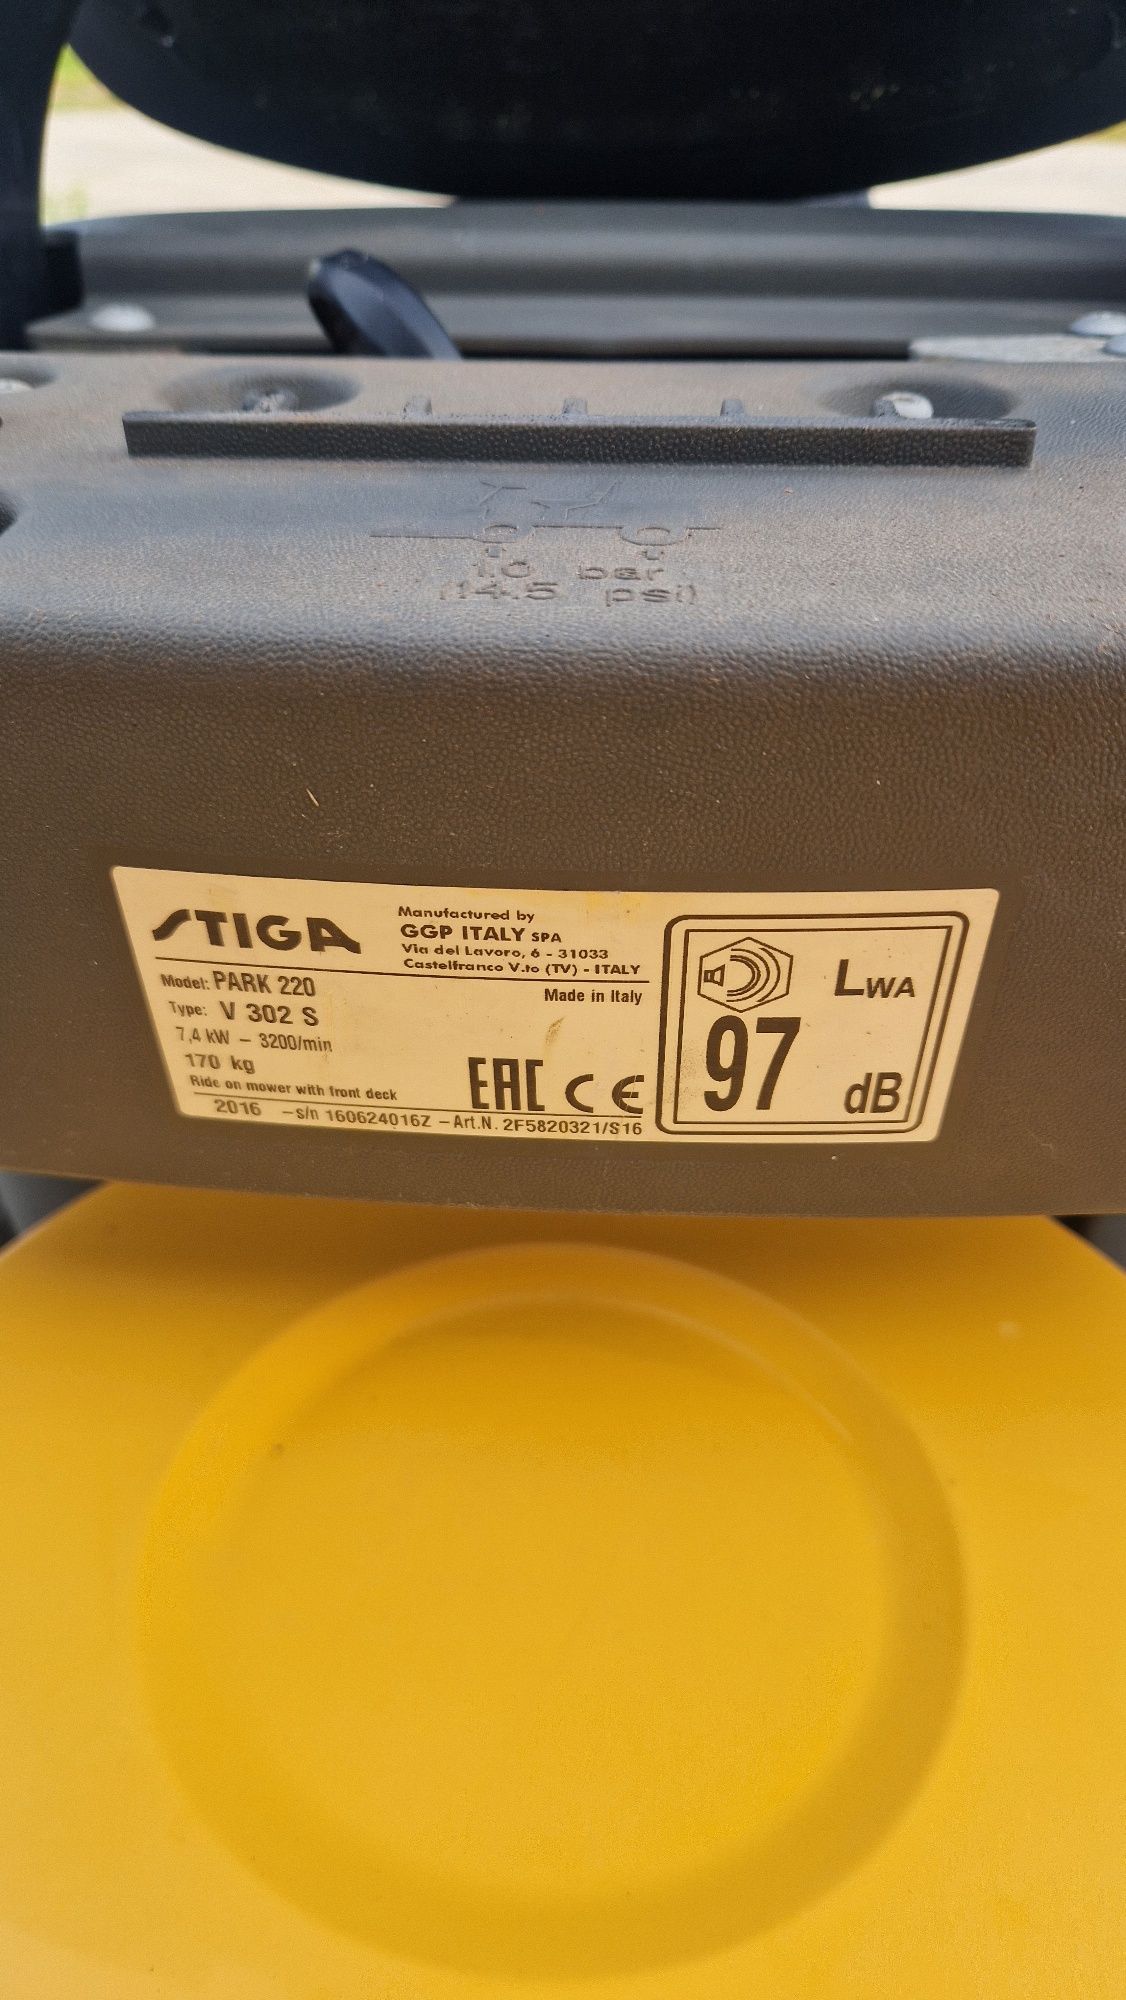 1.0 bar
(14.5 psi)
STIGA
Manufactured by
GGP ITALY SPA
Via del Lavoro, 6 - 31033
Castelfranco V.to (TV) - ITALY
Model: PARK 220
Made in Italy
Type: V 302 S
7,4 kW - 3200/min
170 kg
Ride on mower with front deck
EAC CE
2016 - s/n 160624016Z - Art.N. 2F5820321/S16
LWA
97
dB